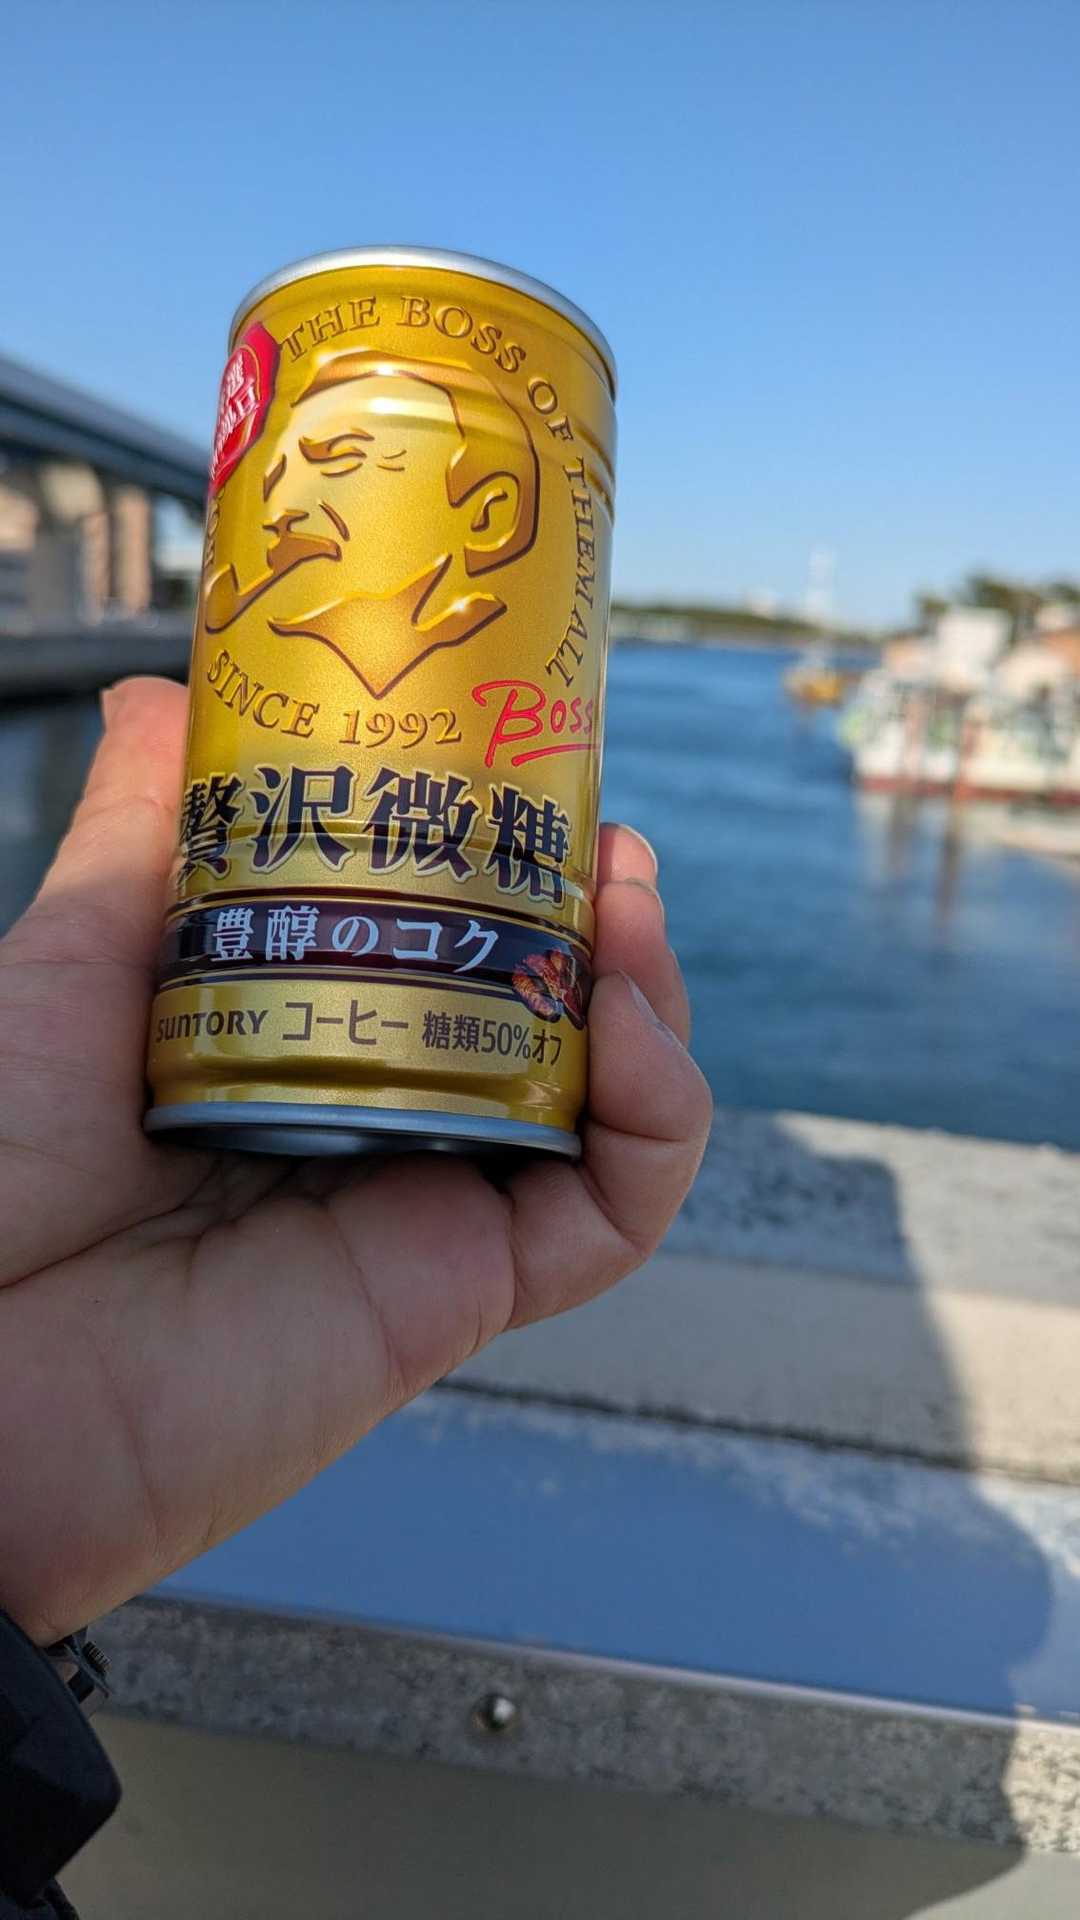 THE BOSS OF THEM ALL
SINCE 1992
BOSS
贅沢微糖
豊醇のコク
SUNTORY コーヒー 糖類50%オフ